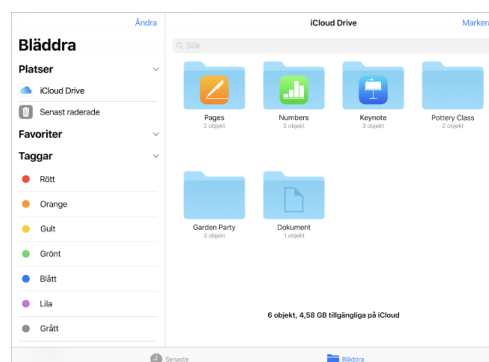 Ändra
Bläddra
Platser
iCloud Drive
Senast raderade
Favoriter
Taggar
Rött
Orange
Gult
Grönt
Blått
Lila
Grått
iCloud Drive
Markera
Sök
Pages
2 objekt
Numbers
3 objekt
Keynote
3 objekt
Pottery Class
2 objekt
Garden Party
3 objekt
Dokument
1 objekt
6 objekt, 4,58 GB tillgängliga på iCloud
Senaste
Bläddra